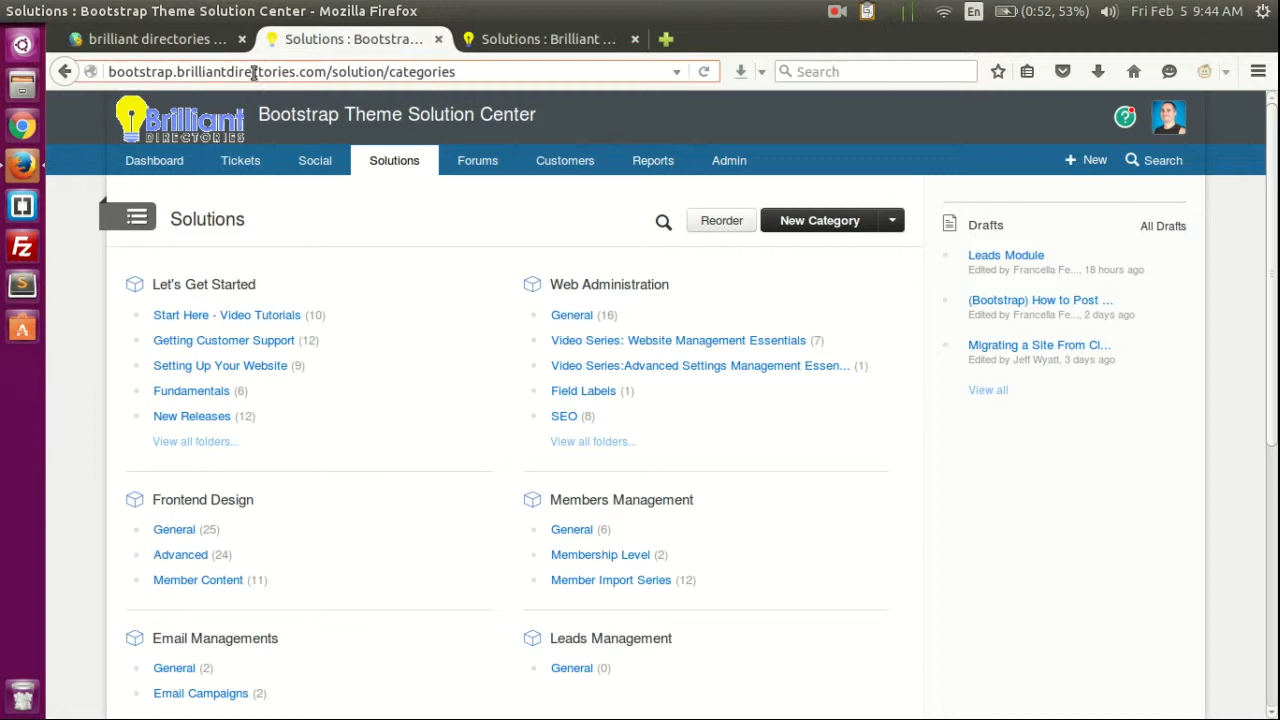 Solutions : Bootstrap Theme Solution Center - Mozilla Firefox
En (0:52, 53%) Fri Feb 5 9:44 AM
brilliant directories ... × Solutions : Bootstra... × Solutions : Brilliant ... ×
bootstrap.brilliantdirectories.com/solution/categories Search
Brilliant DIRECTORIES Bootstrap Theme Solution Center
Dashboard Tickets Social Solutions Forums Customers Reports Admin + New Search
Solutions Reorder New Category
Drafts All Drafts
Leads Module
Edited by Francella Fe..., 18 hours ago
(Bootstrap) How to Post ...
Edited by Francella Fe..., 2 days ago
Migrating a Site From Cl...
Edited by Jeff Wyatt, 3 days ago
View all
Let's Get Started
Start Here - Video Tutorials (10)
Getting Customer Support (12)
Setting Up Your Website (9)
Fundamentals (6)
New Releases (12)
View all folders...
Web Administration
General (16)
Video Series: Website Management Essentials (7)
Video Series:Advanced Settings Management Essen... (1)
Field Labels (1)
SEO (8)
View all folders...
Frontend Design
General (25)
Advanced (24)
Member Content (11)
Members Management
General (6)
Membership Level (2)
Member Import Series (12)
Email Managements
General (2)
Email Campaigns (2)
Leads Management
General (0)